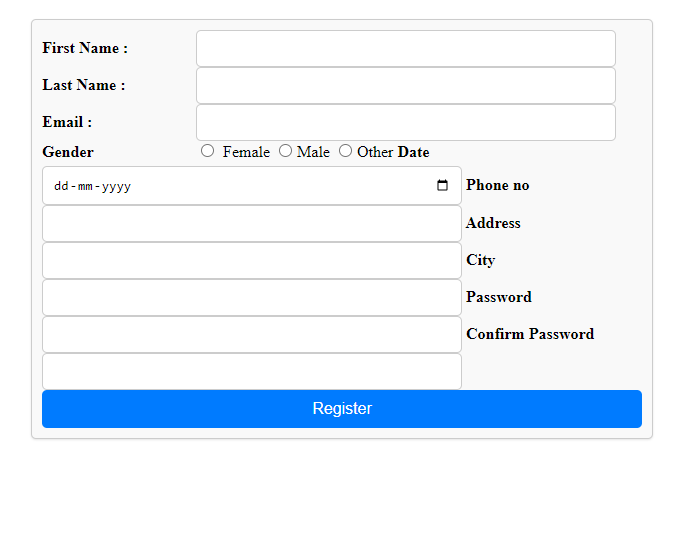 First Name :
Last Name :
Email :
Gender Female Male Other Date
dd-mm-yyyy Phone no
Address
City
Password
Confirm Password
Register